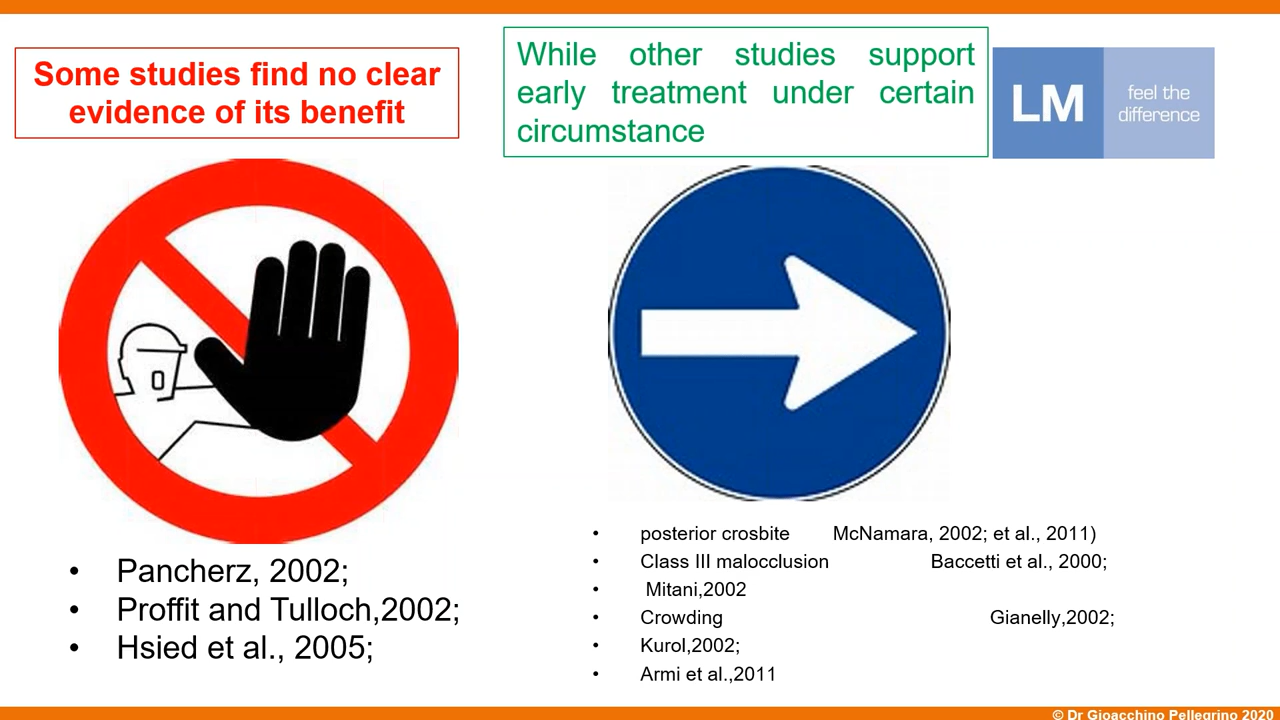 Some studies find no clear
evidence of its benefit
While other studies support
early treatment under certain
circumstance
LM
feel the
difference
• Pancherz, 2002;
• Proffit and Tulloch,2002;
• Hsied et al., 2005;
• posterior crosbite McNamara, 2002; et al., 2011)
• Class III malocclusion Baccetti et al., 2000;
• Mitani,2002
• Crowding Gianelly,2002;
• Kurol,2002;
• Armi et al.,2011
© Dr Gioacchino Pellegrino 2020